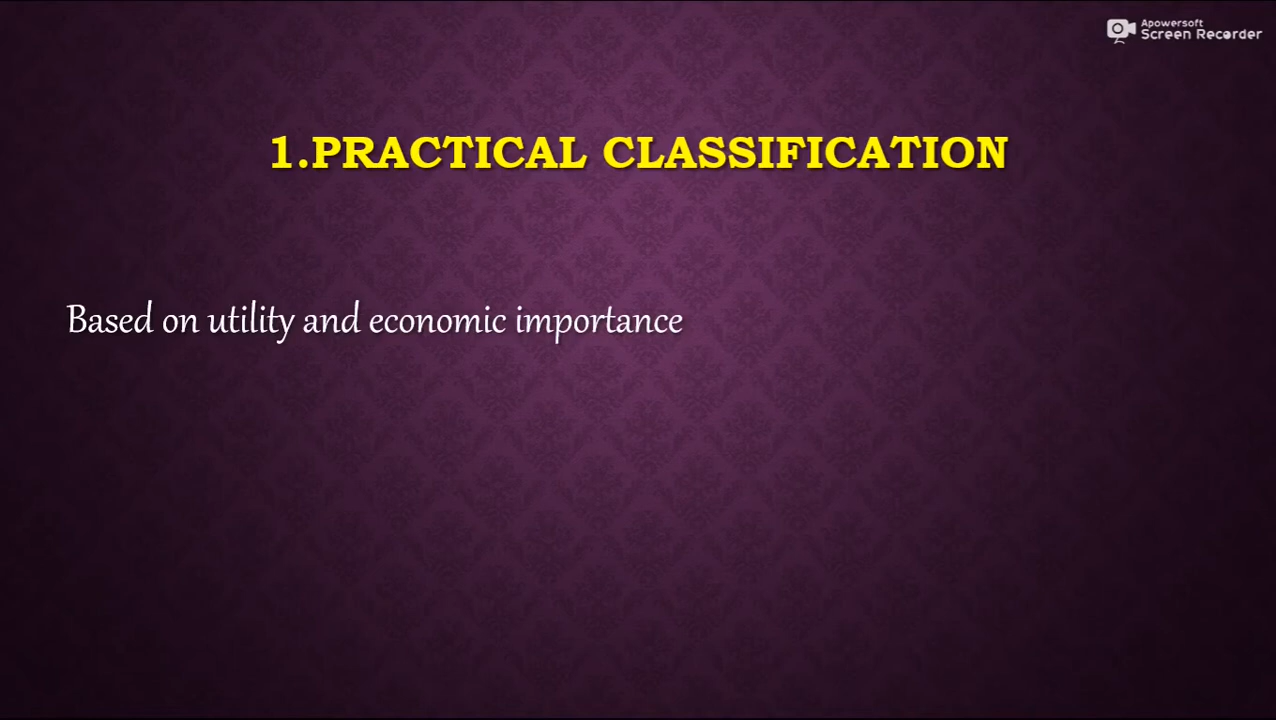 Apowersoft
Screen Recorder
1.PRACTICAL CLASSIFICATION
Based on utility and economic importance